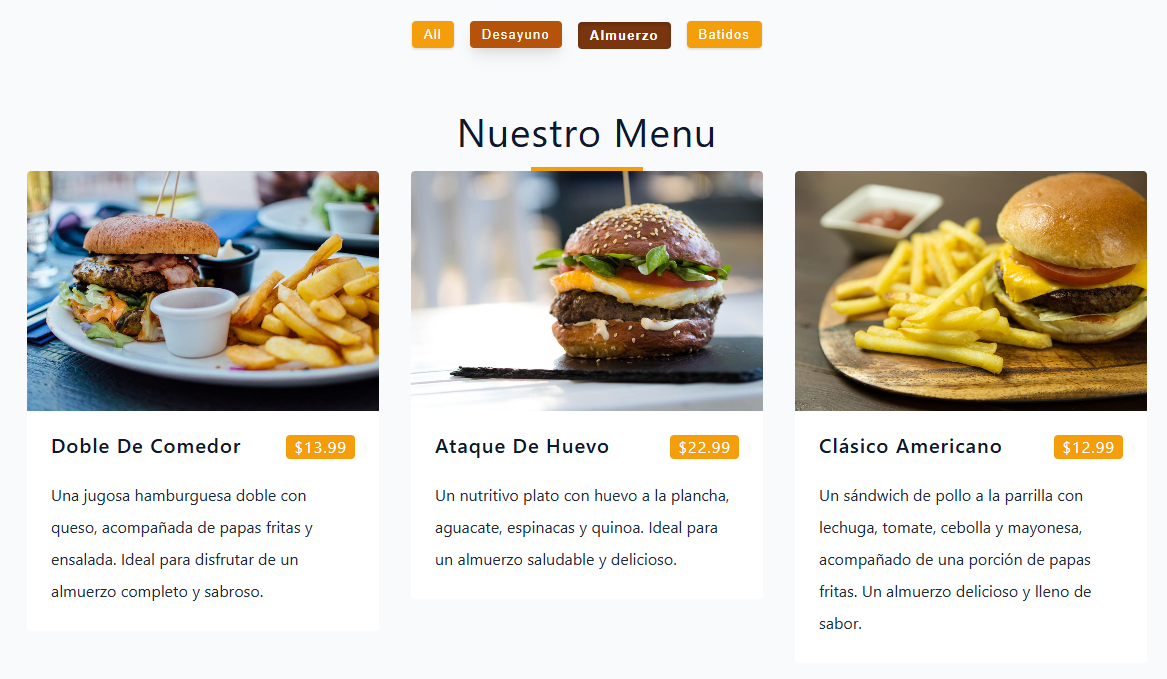 All Desayuno Almuerzo Batidos
Nuestro Menu
Doble De Comedor $13.99
Una jugosa hamburguesa doble con
queso, acompañada de papas fritas y
ensalada. Ideal para disfrutar de un
almuerzo completo y sabroso.
Ataque De Huevo $22.99
Un nutritivo plato con huevo a la plancha,
aguacate, espinacas y quinoa. Ideal para
un almuerzo saludable y delicioso.
Clásico Americano $12.99
Un sándwich de pollo a la parrilla con
lechuga, tomate, cebolla y mayonesa,
acompañado de una porción de papas
fritas. Un almuerzo delicioso y lleno de
sabor.